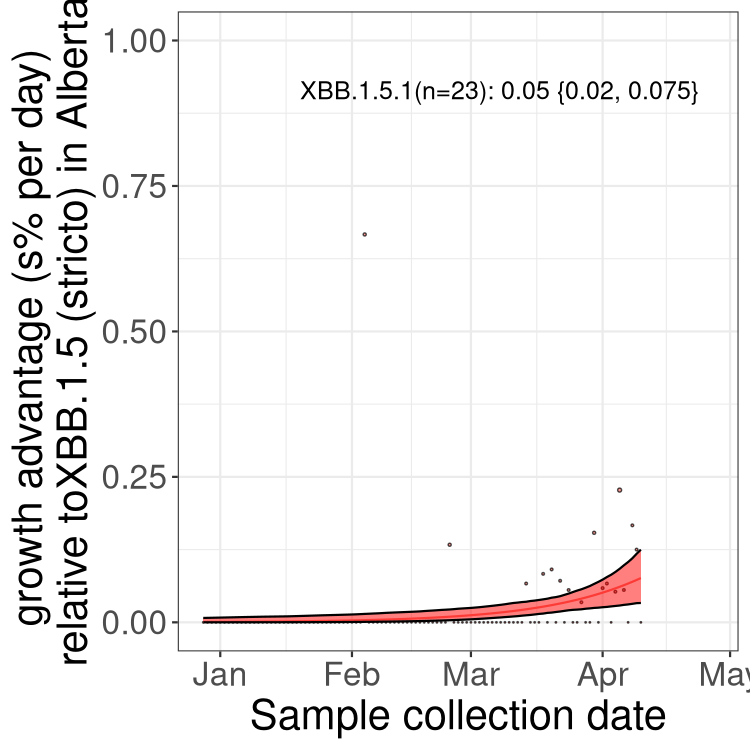 growth advantage (s% per day)
relative toXBB.1.5 (stricto) in Alberta
1.00
0.75
0.50
0.25
0.00
XBB.1.5.1(n=23): 0.05 {0.02, 0.075}
Jan Feb Mar Apr May
Sample collection date